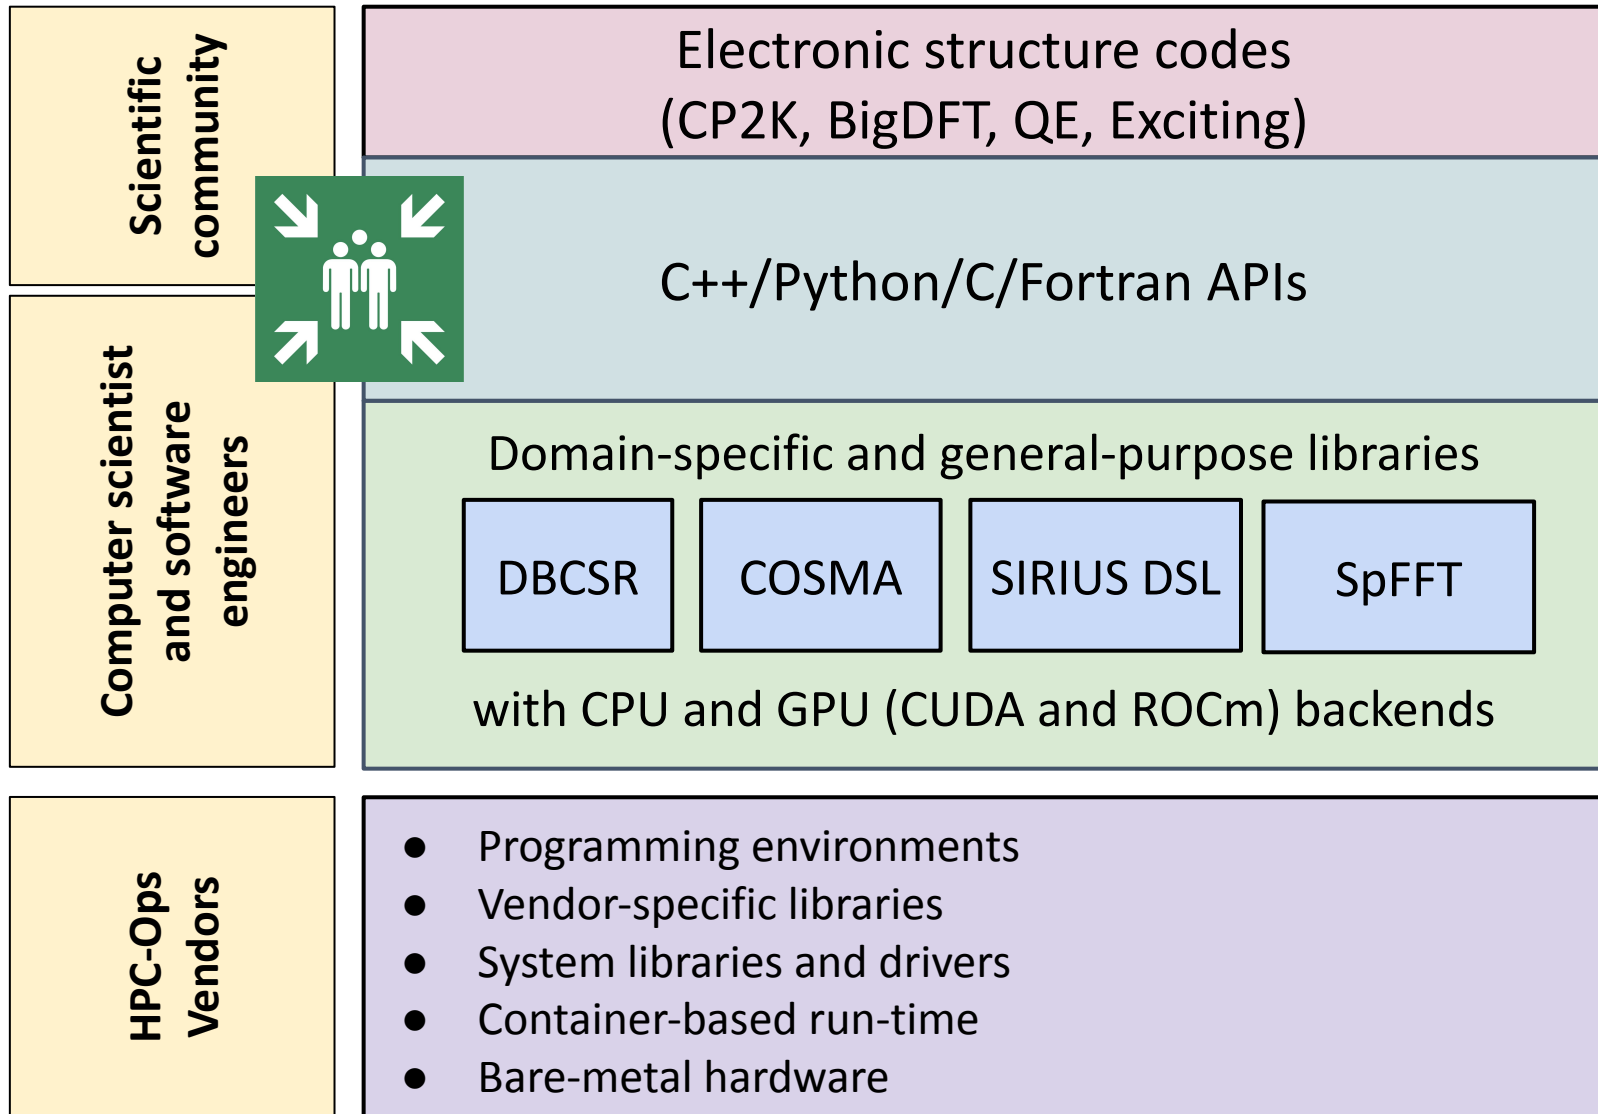 Scientific
community
Electronic structure codes
(CP2K, BigDFT, QE, Exciting)
C++/Python/C/Fortran APIs
Computer scientist
and software
engineers
Domain-specific and general-purpose libraries
DBCSR
COSMA
SIRIUS DSL
SpFFT
with CPU and GPU (CUDA and ROCm) backends
HPC-Ops
Vendors
● Programming environments
● Vendor-specific libraries
● System libraries and drivers
● Container-based run-time
● Bare-metal hardware